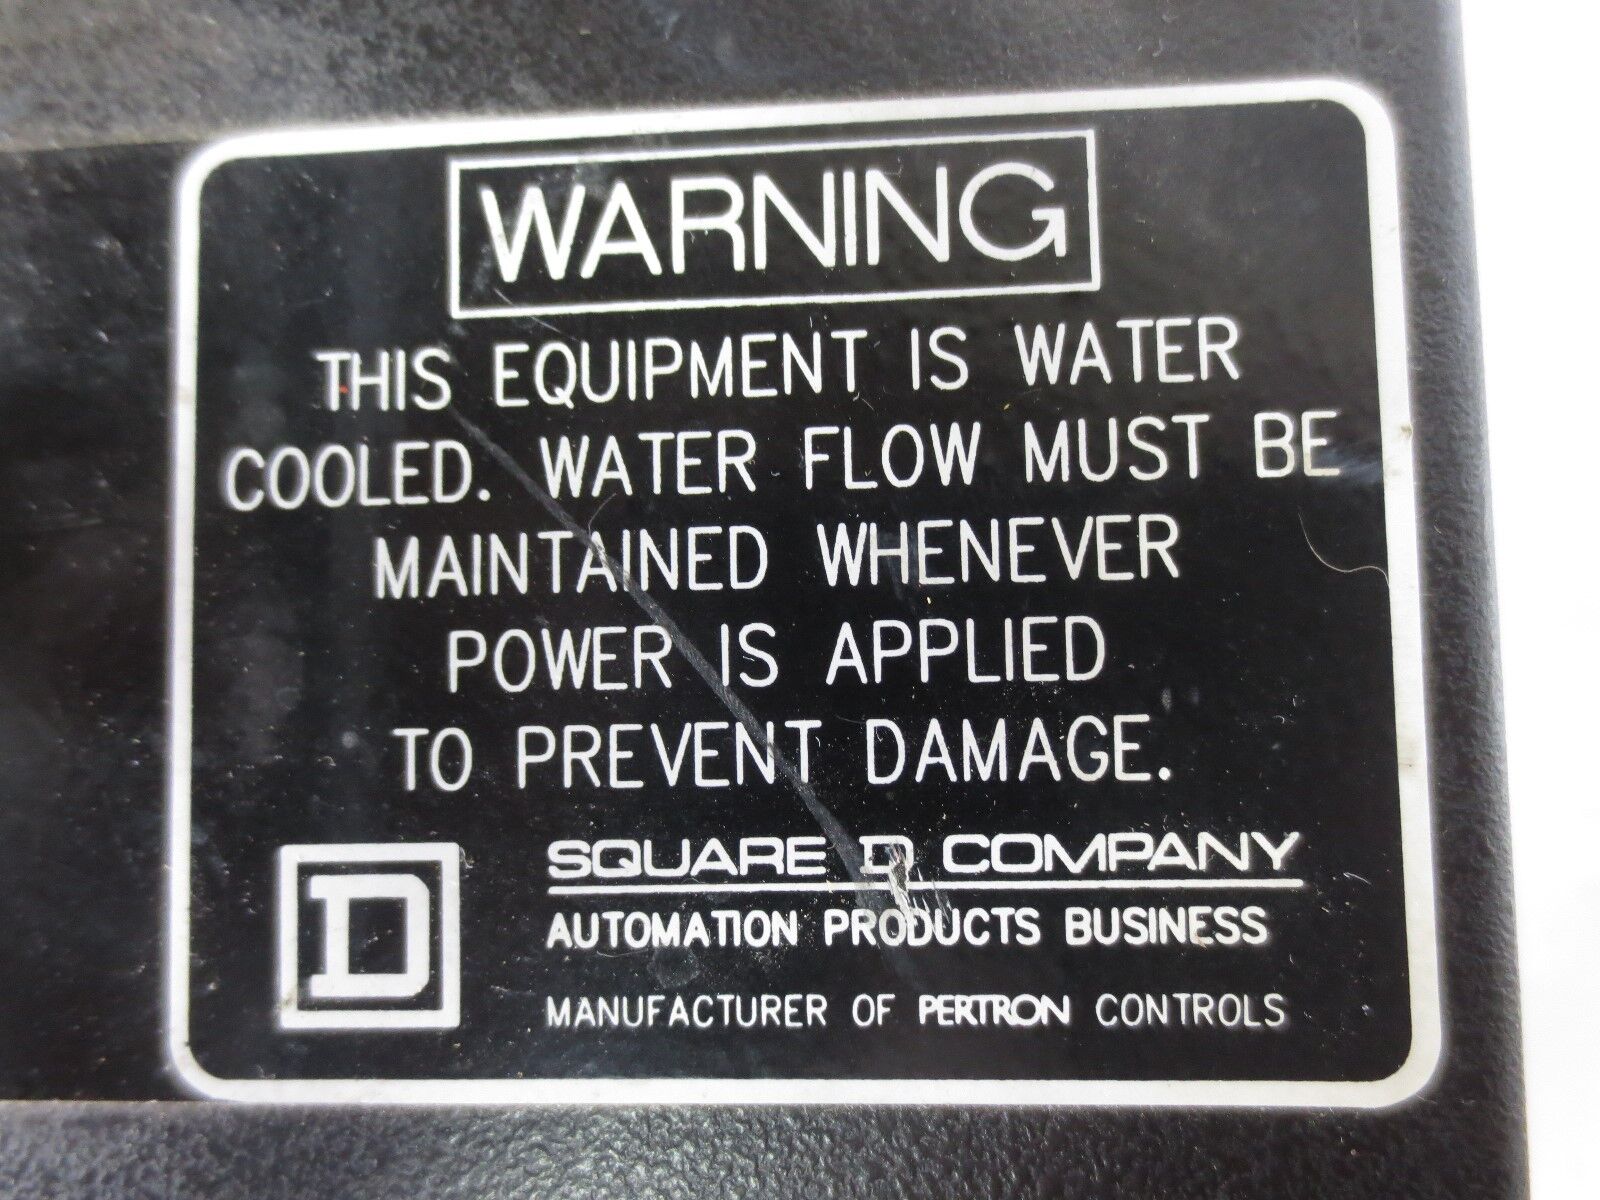 WARNING
THIS EQUIPMENT IS WATER
COOLED. WATER FLOW MUST BE
MAINTAINED WHENEVER
POWER IS APPLIED
TO PREVENT DAMAGE.
D
SQUARE D COMPANY
AUTOMATION PRODUCTS BUSINESS
MANUFACTURER OF PERTRON CONTROLS